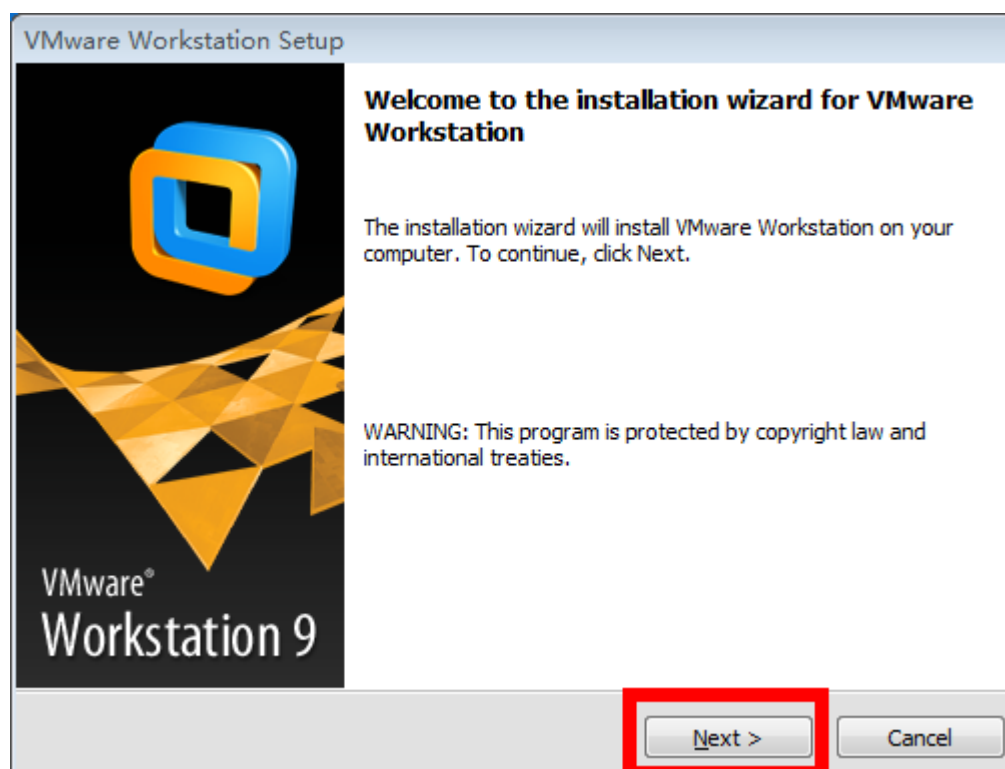 VMware Workstation Setup
Welcome to the installation wizard for VMware
Workstation
The installation wizard will install VMware Workstation on your
computer. To continue, click Next.
WARNING: This program is protected by copyright law and
international treaties.
VMware®
Workstation 9
Next >
Cancel